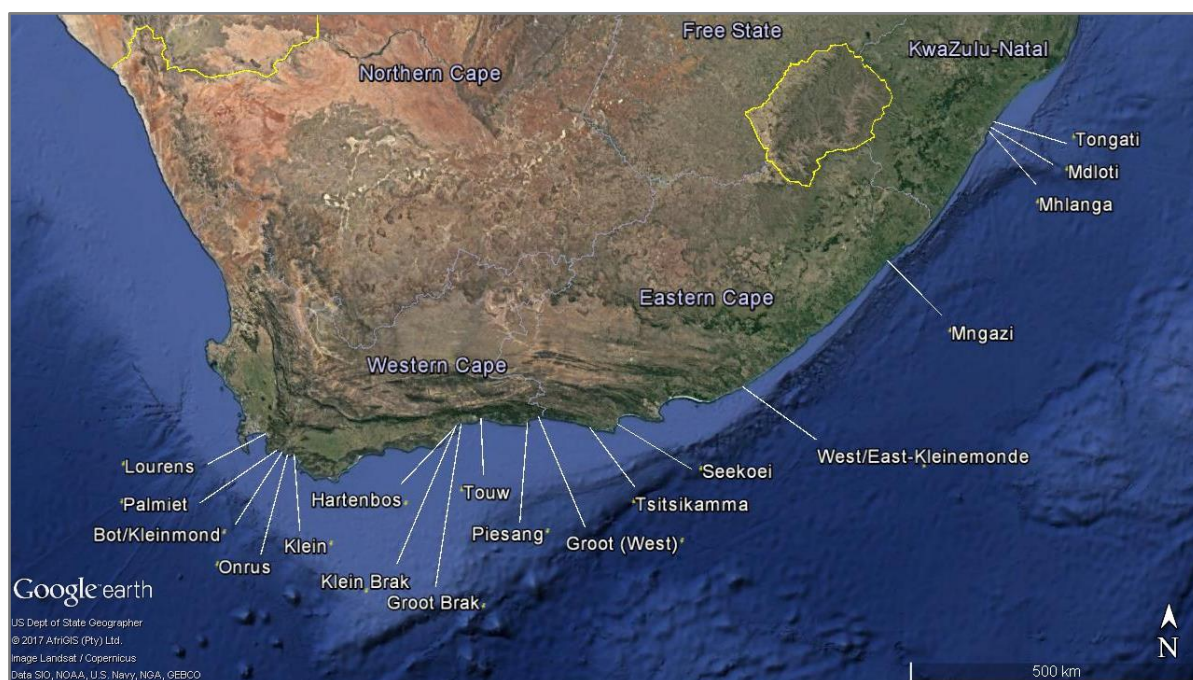 Free State
KwaZulu-Natal
Northern Cape
Tongati
Mdloti
Mhlanga
Eastern Cape
Mngazi
Western Cape
West/East-Kleinemonde
Lourens
Seekoei
Palmiet
Hartenbos
Touw
Tsitsikamma
Bot/Kleinmond
Piesang
Groot (West)
Onrus
Klein
Klein Brak
Groot Brak
Google earth
US Dept of State Geographer
© 2017 AfriGIS (Pty) Ltd.
Image Landsat / Copernicus
Data SIO, NOAA, U.S. Navy, NGA, GEBCO
N
500 km